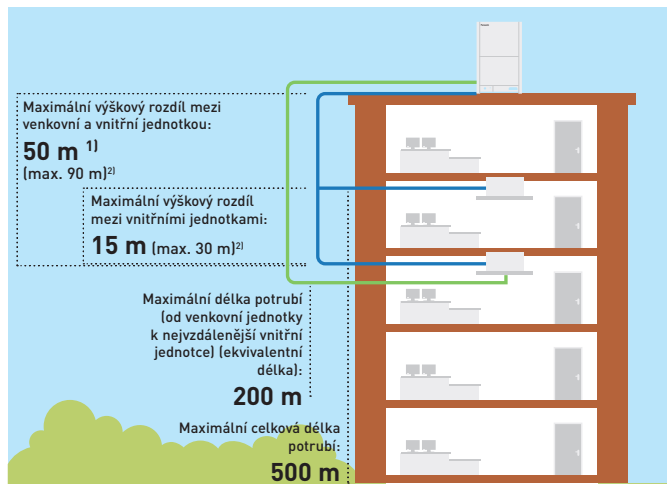 Maximální výškový rozdíl mezi
venkovní a vnitřní jednotkou:
50 m ¹⁾
(max. 90 m)²⁾
Maximální výškový rozdíl
mezi vnitřními jednotkami:
15 m (max. 30 m)²⁾
Maximální délka potrubí
(od venkovní jednotky
k nejvzdálenější vnitřní
jednotce) (ekvivalentní
délka):
200 m
Maximální celková délka
potrubí:
500 m